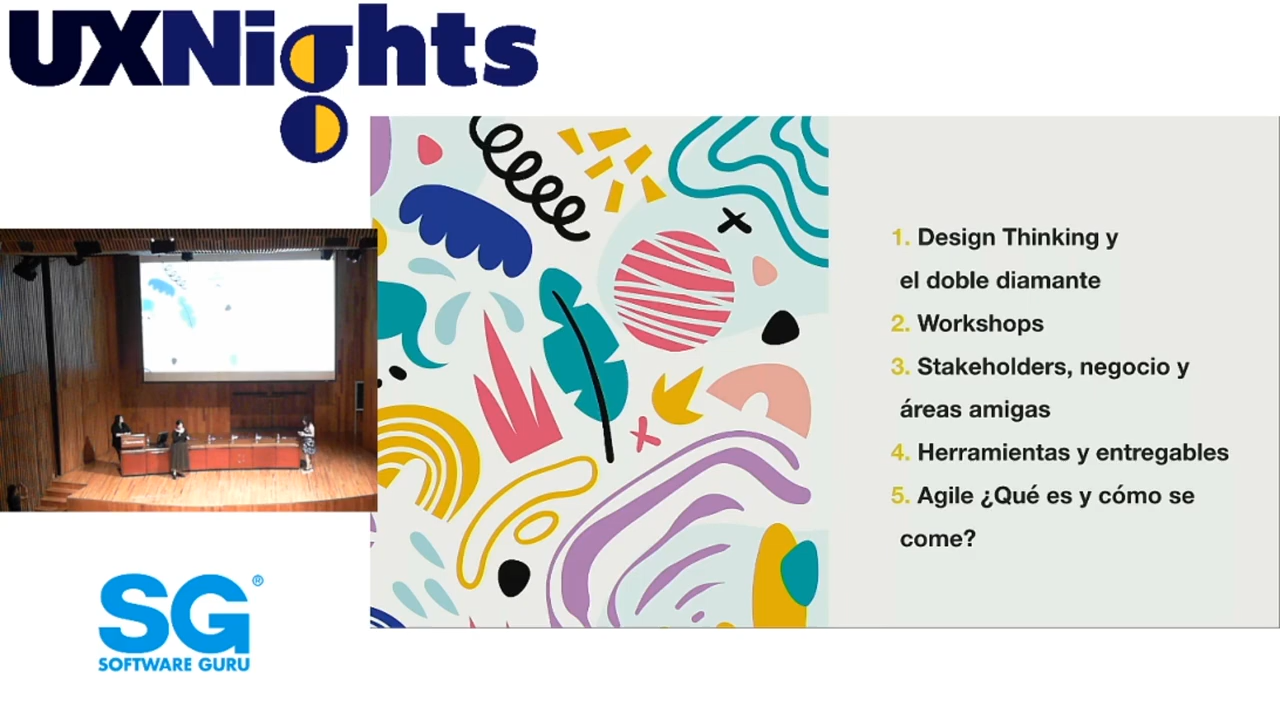 UXNights
1. Design Thinking y
el doble diamante
2. Workshops
3. Stakeholders, negocio y
áreas amigas
4. Herramientas y entregables
5. Agile ¿Qué es y cómo se
come?
SG®
SOFTWARE GURU